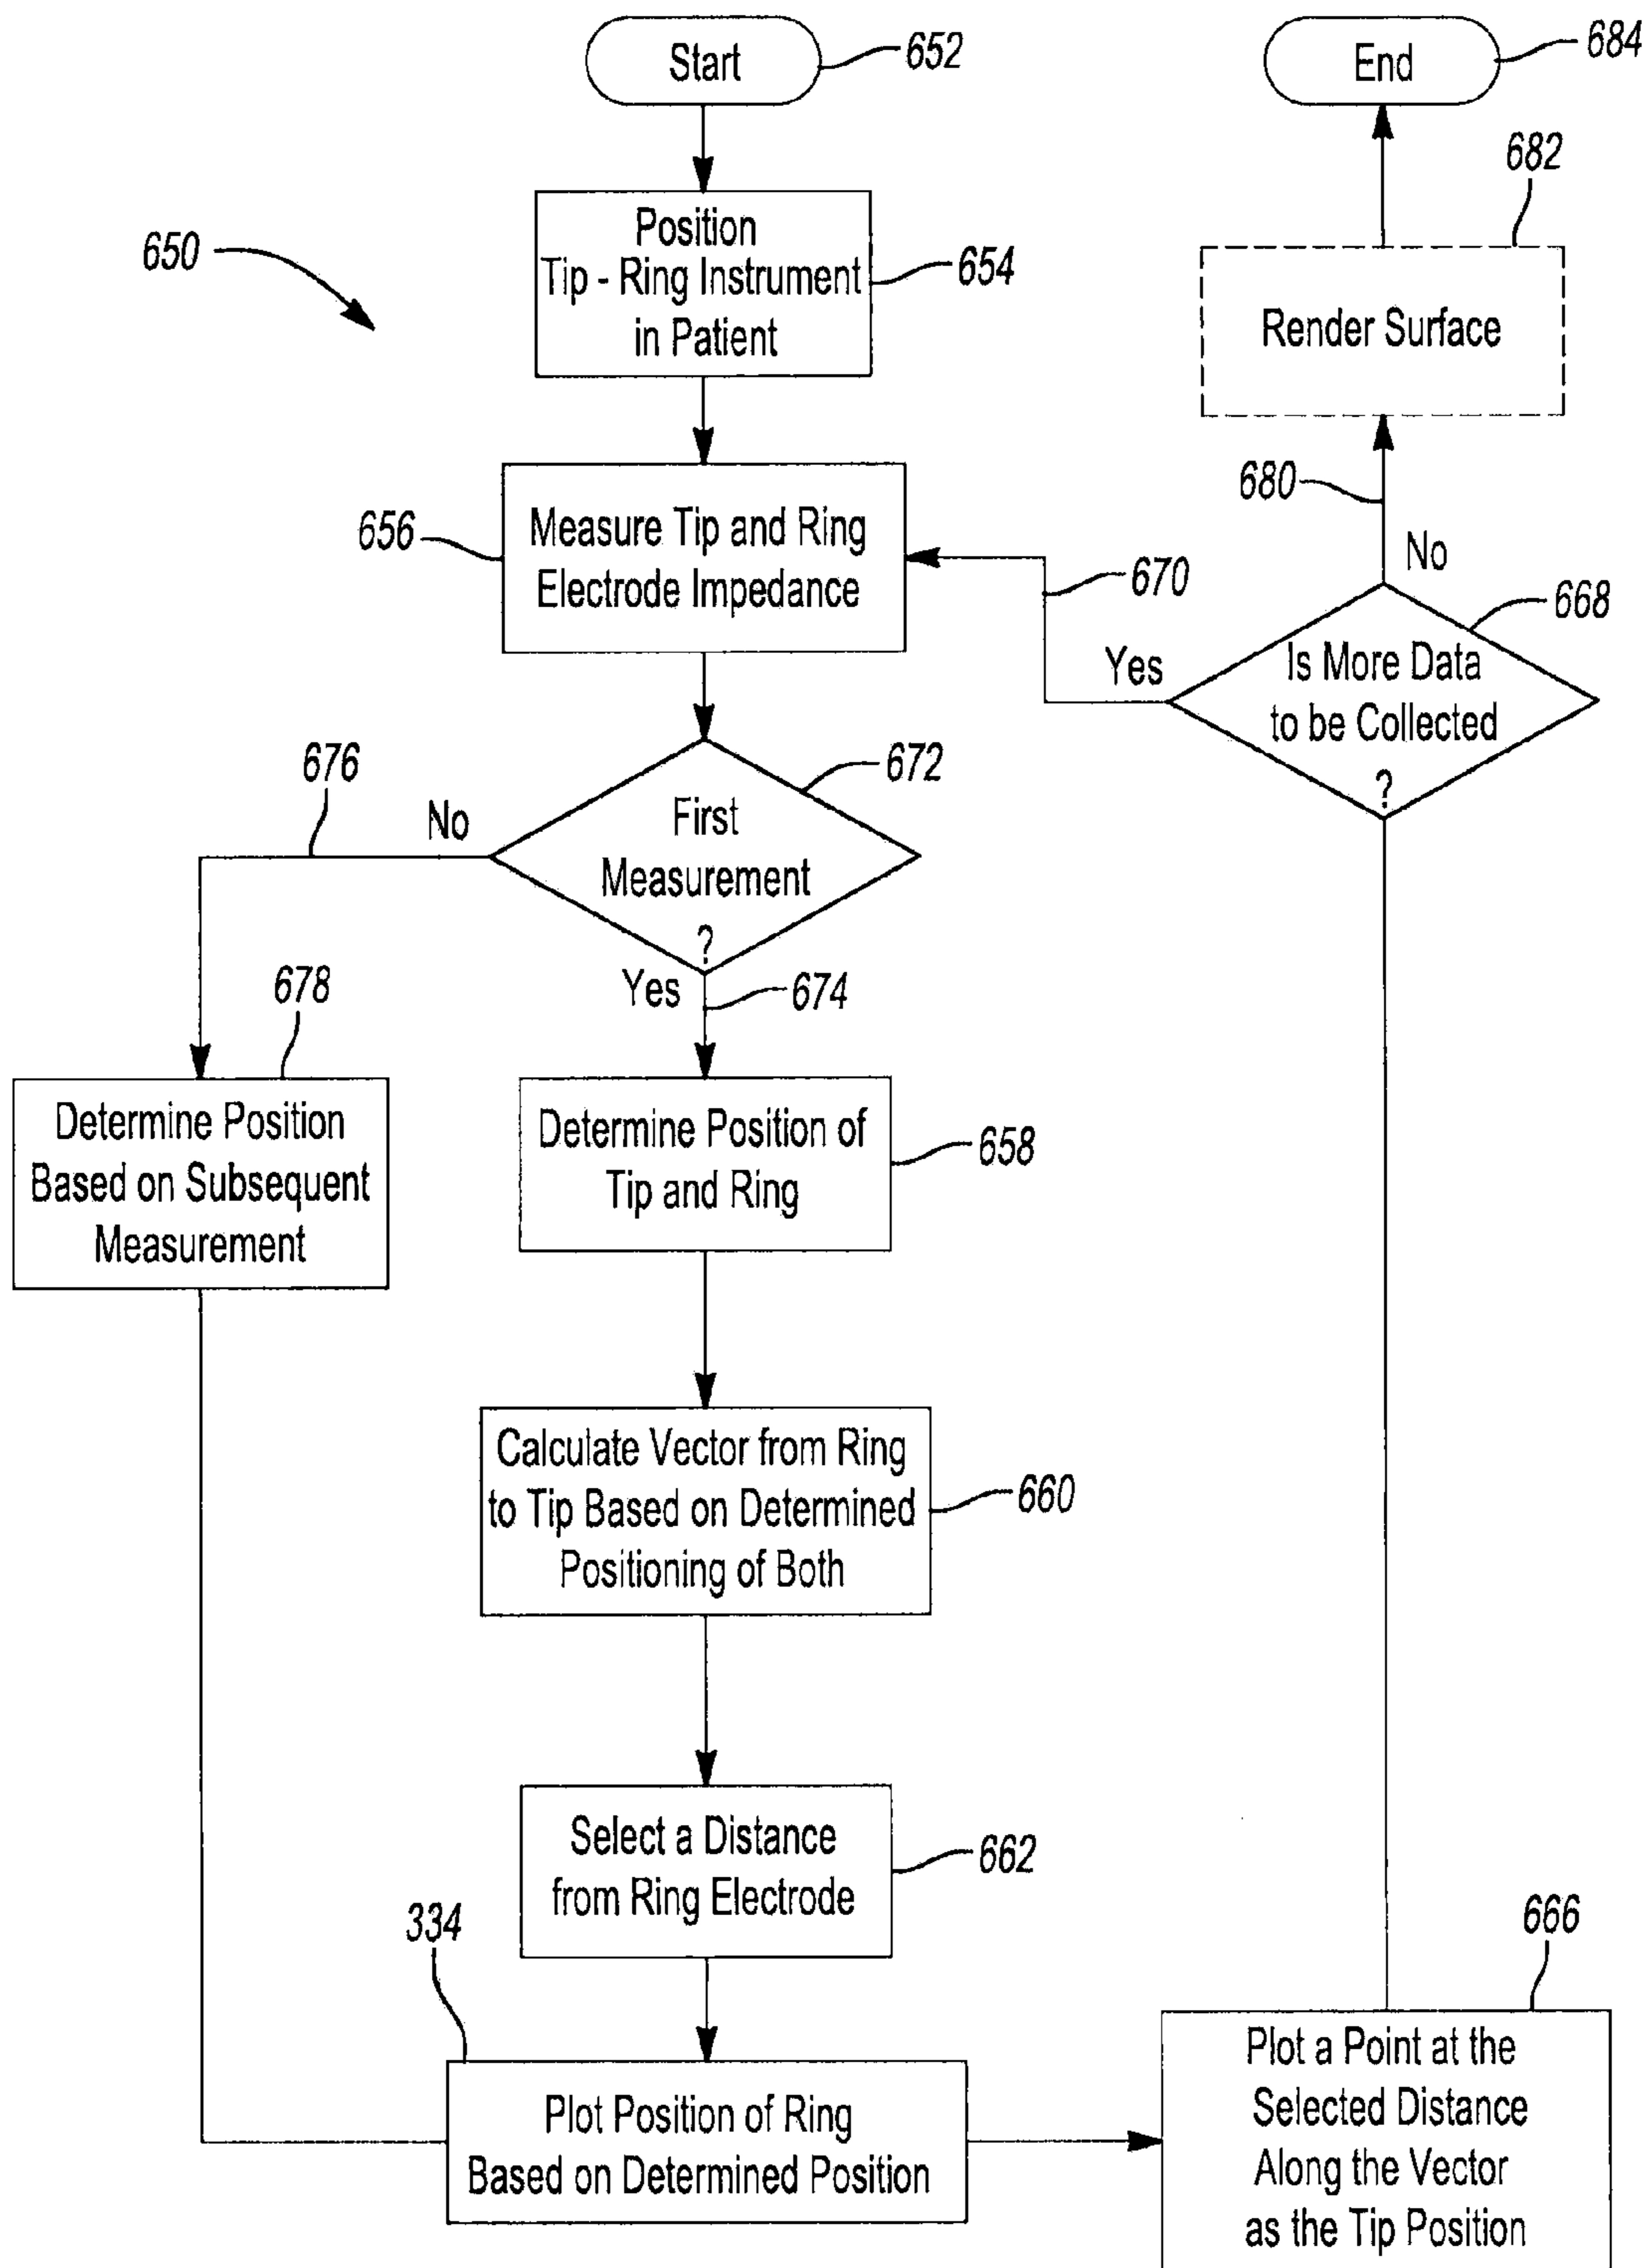 Start
652
End
684
650
Position
Tip - Ring Instrument
in Patient
654
682
Render Surface
680
No
656
Measure Tip and Ring
Electrode Impedance
670
668
Is More Data
to be Collected
?
Yes
672
First
Measurement
?
676
No
Yes
674
678
Determine Position
Based on Subsequent
Measurement
Determine Position of
Tip and Ring
658
Calculate Vector from Ring
to Tip Based on Determined
Positioning of Both
660
Select a Distance
from Ring Electrode
662
334
Plot Position of Ring
Based on Determined Position
666
Plot a Point at the
Selected Distance
Along the Vector
as the Tip Position